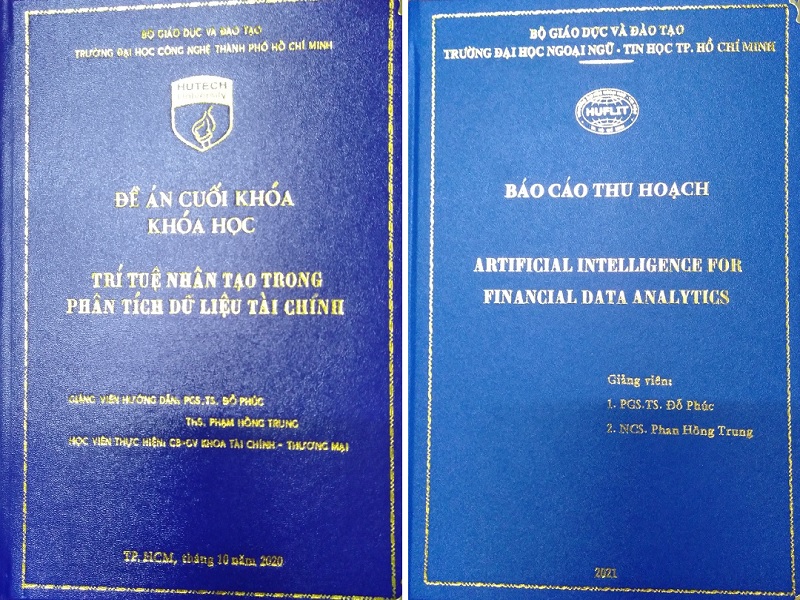 BỘ GIÁO DỤC VÀ ĐÀO TẠO
TRƯỜNG ĐẠI HỌC CÔNG NGHỆ THÀNH PHỐ HỒ CHÍ MINH
HUTECH
University
ĐỀ ÁN CUỐI KHÓA
KHÓA HỌC
TRÍ TUỆ NHÂN TẠO TRONG
PHÂN TÍCH DỮ LIỆU TÀI CHÍNH
GIẢNG VIÊN HƯỚNG DẪN: PGS.TS. ĐỖ PHÚC
ThS. PHẠM HỒNG TRUNG
HỌC VIÊN THỰC HIỆN: CB-GV KHOA TÀI CHÍNH - THƯƠNG MẠI
TP. HCM, tháng 10 năm 2020
BỘ GIÁO DỤC VÀ ĐÀO TẠO
TRƯỜNG ĐẠI HỌC NGOẠI NGỮ - TIN HỌC TP. HỒ CHÍ MINH
HUFLIT
BÁO CÁO THU HOẠCH
ARTIFICIAL INTELLIGENCE FOR
FINANCIAL DATA ANALYTICS
Giảng viên:
1. PGS.TS. Đỗ Phúc
2. NCS. Phan Hồng Trung
2021